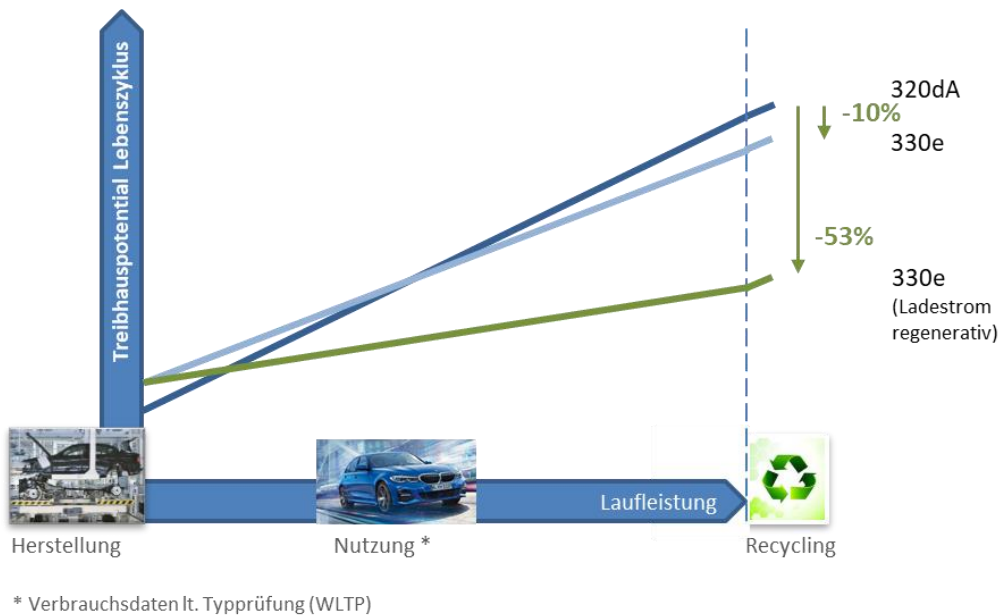 Treibhauspotential Lebenszyklus
320dA
-10%
330e
-53%
330e
(Ladestrom
regenerativ)
Laufleistung
Herstellung
Nutzung *
Recycling
* Verbrauchsdaten lt. Typprüfung (WLTP)